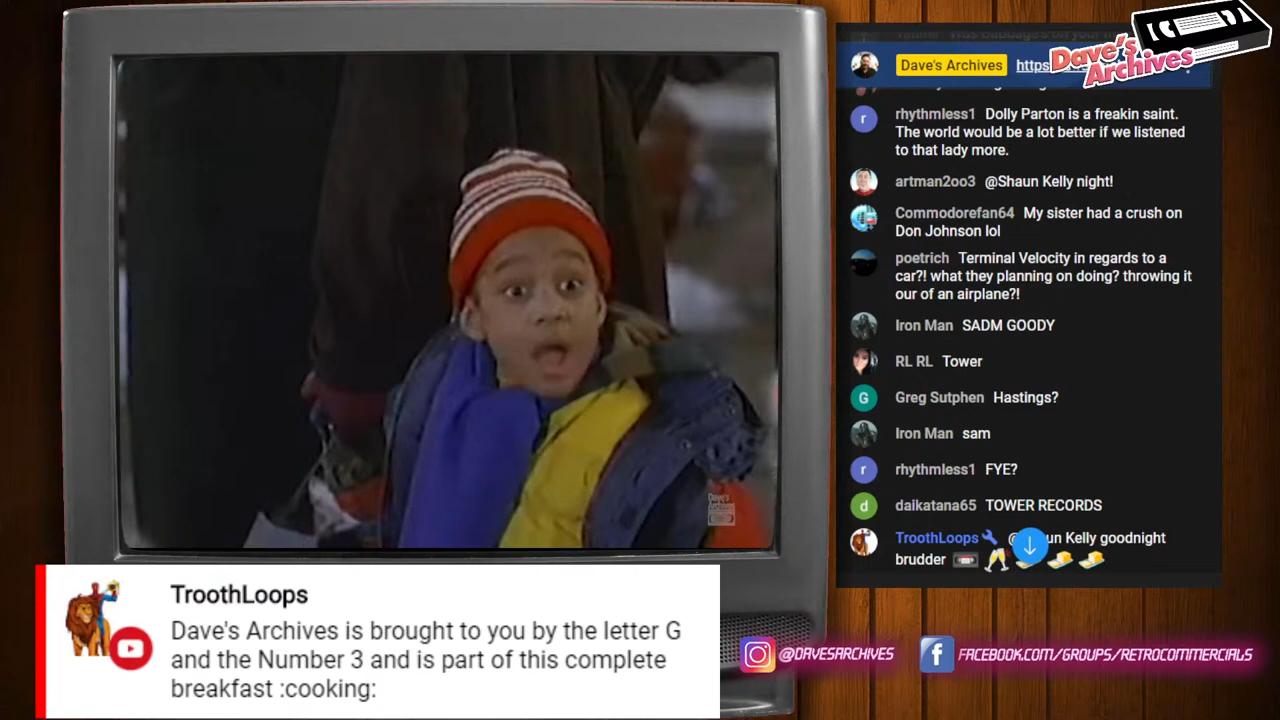 Dave's Archives
Dave's Archives https
rhythmless1 Dolly Parton is a freakin saint.
The world would be a lot better if we listened
to that lady more.
artman2oo3 @Shaun Kelly night!
Commodorefan64 My sister had a crush on
Don Johnson lol
poetrich Terminal Velocity in regards to a
car?! what they planning on doing? throwing it
our of an airplane?!
Iron Man SADM GOODY
RL RL Tower
G Greg Sutphen Hastings?
Iron Man sam
r rhythmless1 FYE?
d daikatana65 TOWER RECORDS
TroothLoops Kelly goodnight
brudder
Dave's Archives
TroothLoops
Dave's Archives is brought to you by the letter G
and the Number 3 and is part of this complete
breakfast :cooking:
@DAVESARCHIVES
FACEBOOK.COM/GROUPS/RETROCOMMERCIALS